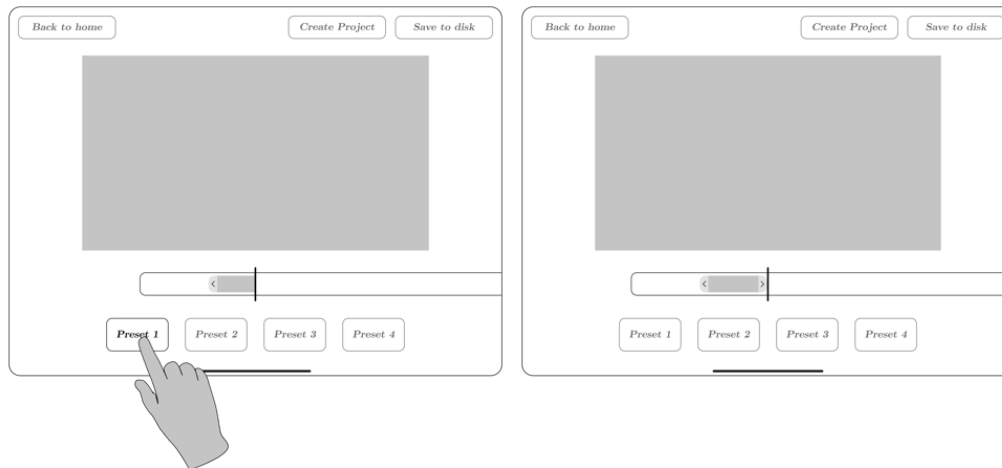 Back to home
Create Project
Save to disk
Preset 1
Preset 2
Preset 3
Preset 4
Back to home
Create Project
Save to disk
Preset 1
Preset 2
Preset 3
Preset 4